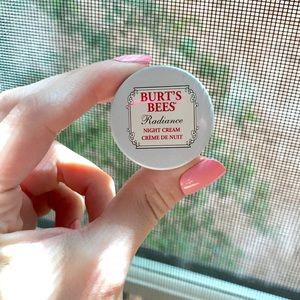 BURT'S
BEES®
Radiance
NIGHT CREAM
CRÈME DE NUIT